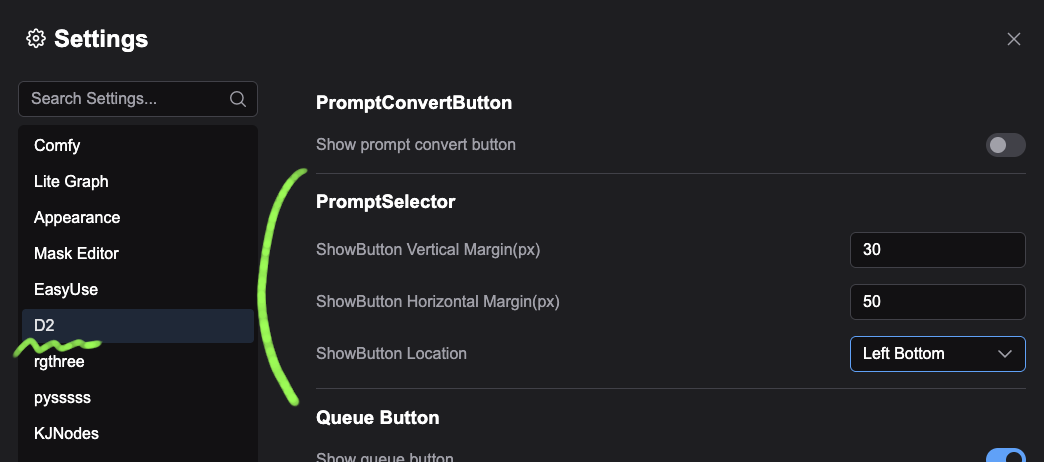 Settings
Search Settings...
Comfy
Lite Graph
Appearance
Mask Editor
EasyUse
D2
rgthree
pysssss
KJNodes
PromptConvertButton
Show prompt convert button
PromptSelector
ShowButton Vertical Margin(px)
30
ShowButton Horizontal Margin(px)
50
ShowButton Location
Left Bottom
Queue Button
Show queue button